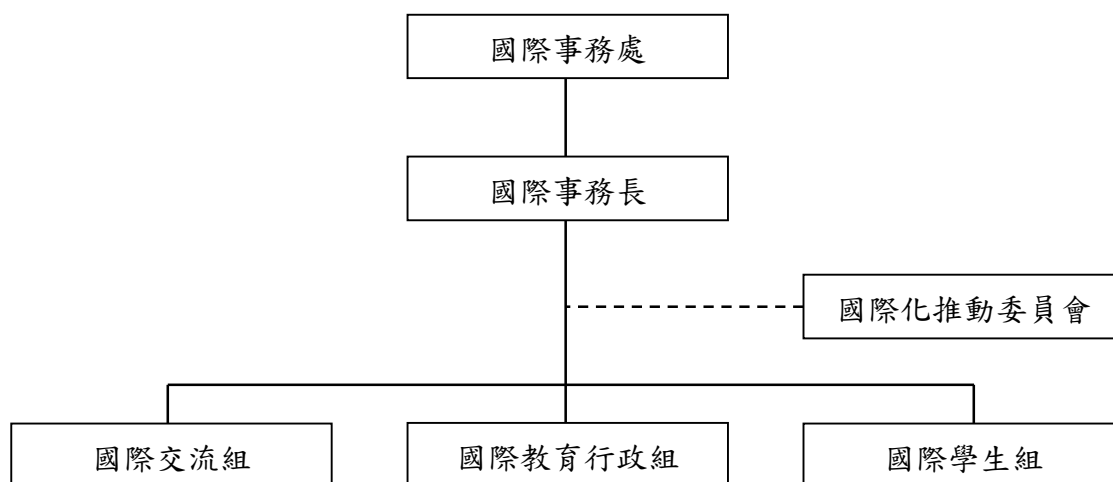 國際事務處
國際事務長
國際化推動委員會
國際交流組
國際教育行政組
國際學生組